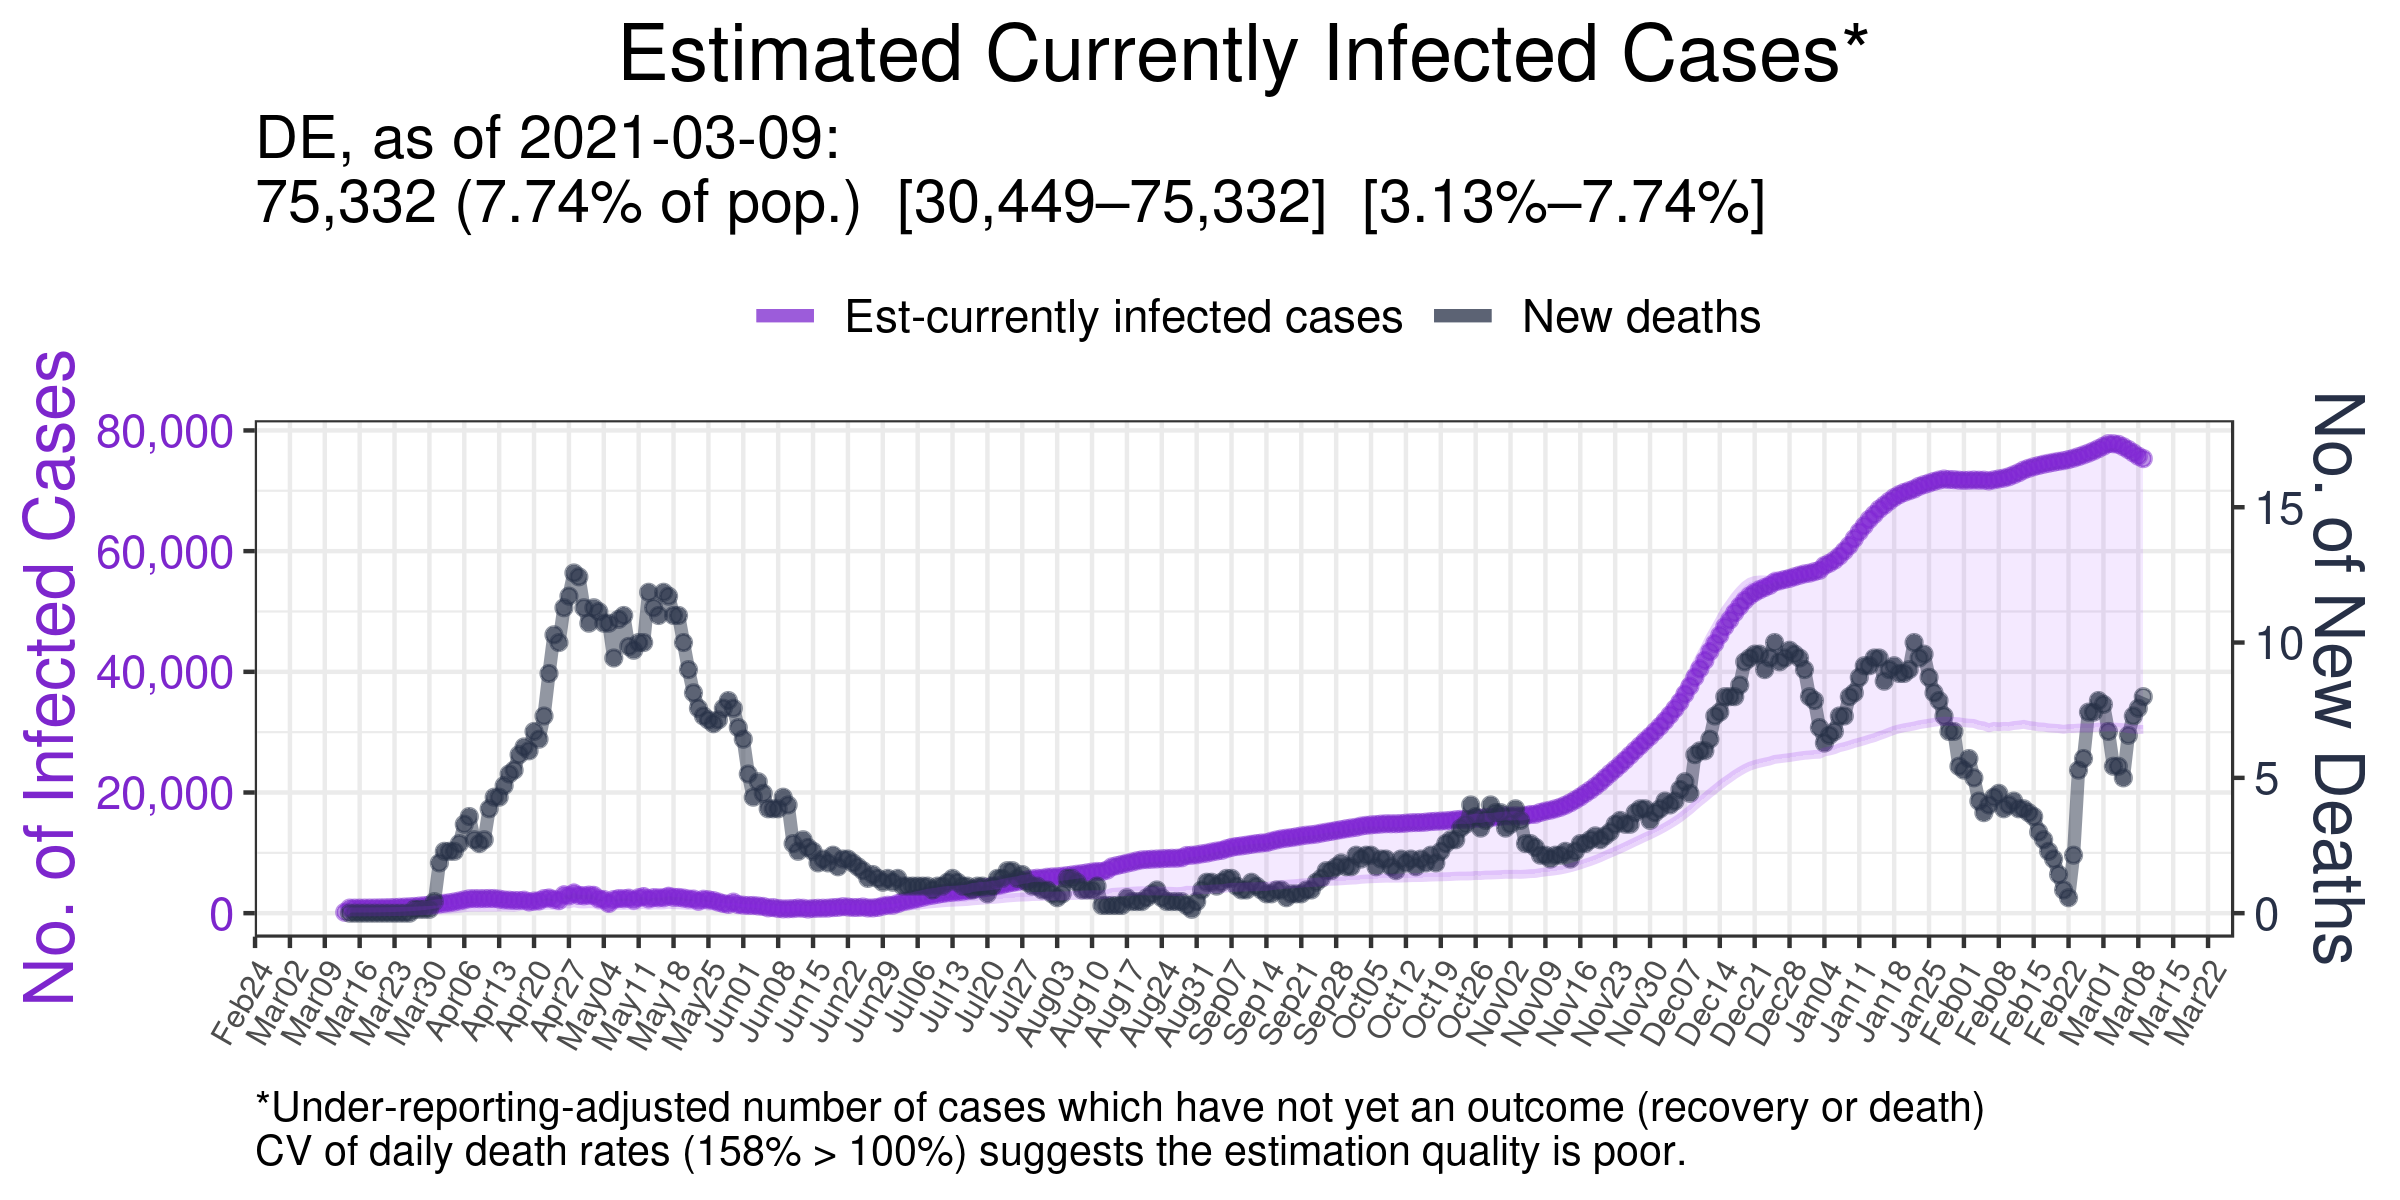 Estimated Currently Infected Cases*
DE, as of 2021-03-09:
75,332 (7.74% of pop.) [30,449–75,332] [3.13%–7.74%]
Est-currently infected cases New deaths
No. of Infected Cases
80,000
60,000
40,000
20,000
0
15
10
5
0
No. of New Deaths
Feb24 Mar02 Mar09 Mar16 Mar23 Mar30 Apr06 Apr13 Apr20 Apr27 May04 May11 May18 May25 Jun01 Jun08 Jun15 Jun22 Jun29 Jul06 Jul13 Jul20 Jul27 Aug03 Aug10 Aug17 Aug24 Aug31 Sep07 Sep14 Sep21 Sep28 Oct05 Oct12 Oct19 Oct26 Nov02 Nov09 Nov16 Nov23 Nov30 Dec07 Dec14 Dec21 Dec28 Jan04 Jan11 Jan18 Jan25 Feb01 Feb08 Feb15 Feb22 Mar01 Mar08 Mar15 Mar22
*Under-reporting-adjusted number of cases which have not yet an outcome (recovery or death)
CV of daily death rates (158% > 100%) suggests the estimation quality is poor.